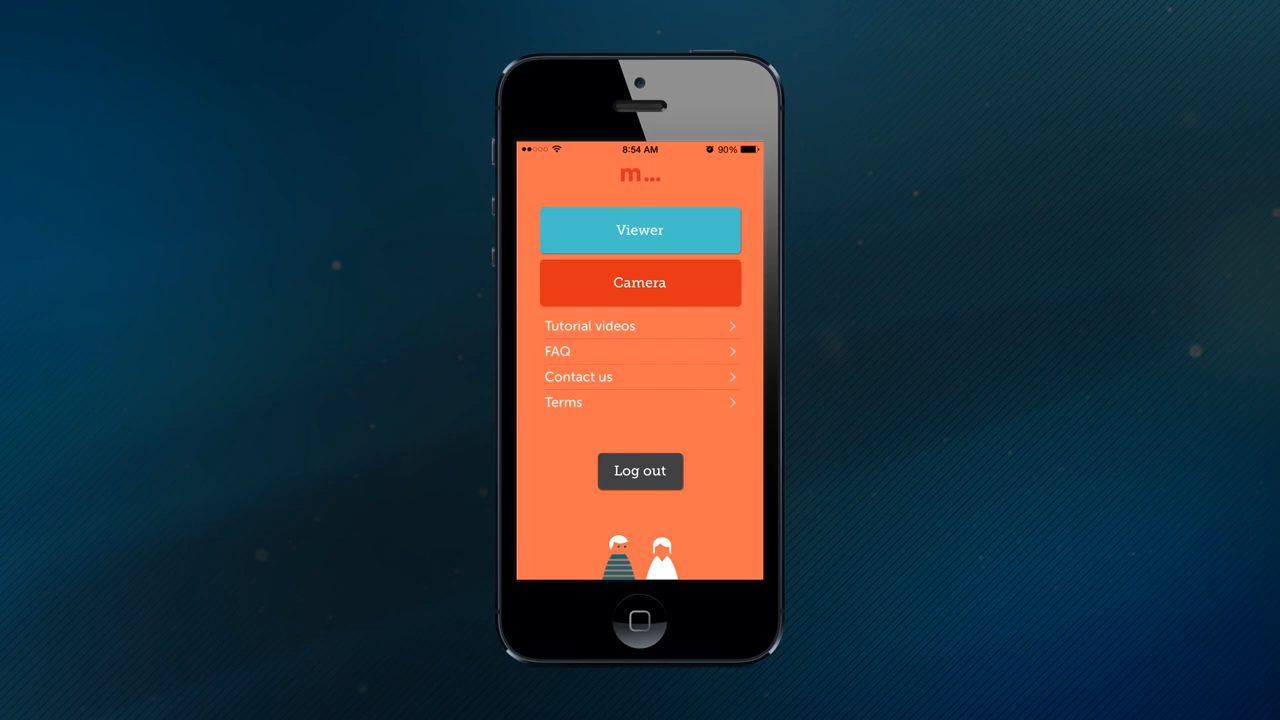 8:54 AM
90%
m...
Viewer
Camera
Tutorial videos
FAQ
Contact us
Terms
Log out